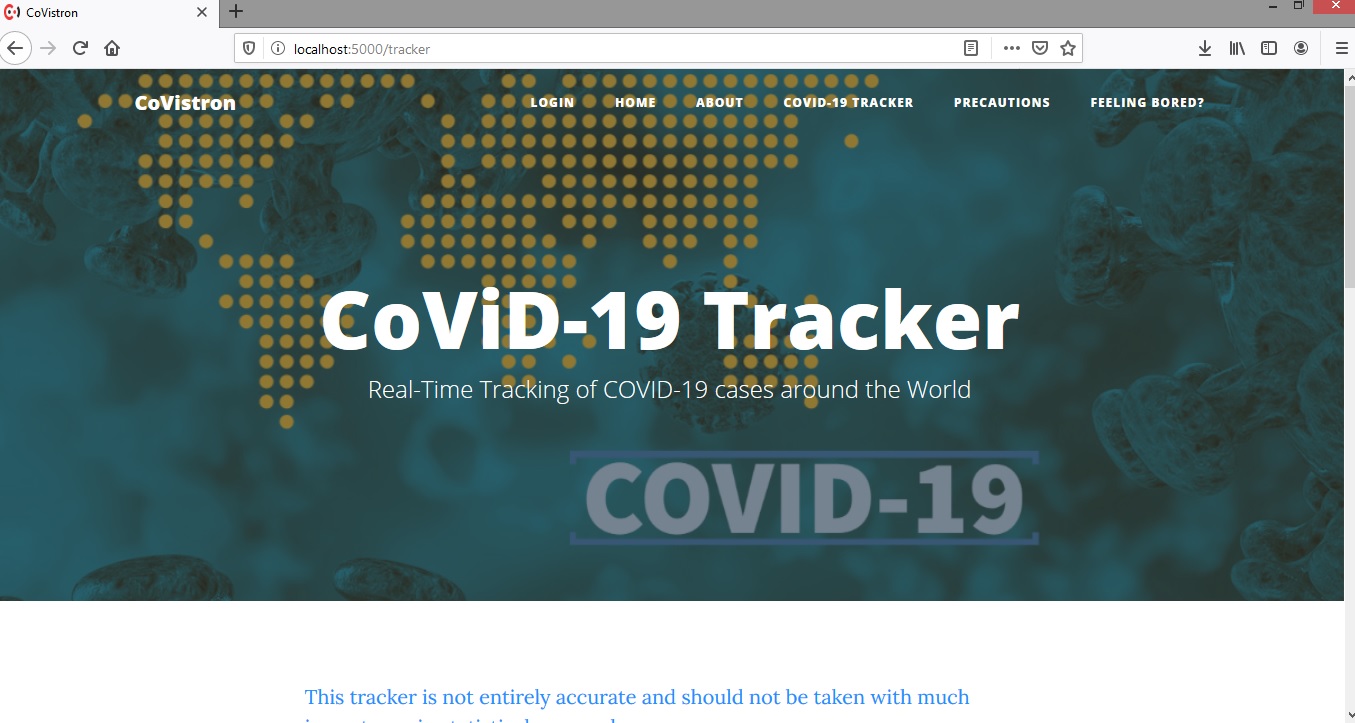 CoVistron
localhost:5000/tracker
CoVistron
LOGIN HOME ABOUT COVID-19 TRACKER PRECAUTIONS FEELING BORED?
CoViD-19 Tracker
Real-Time Tracking of COVID-19 cases around the World
COVID-19
This tracker is not entirely accurate and should not be taken with much